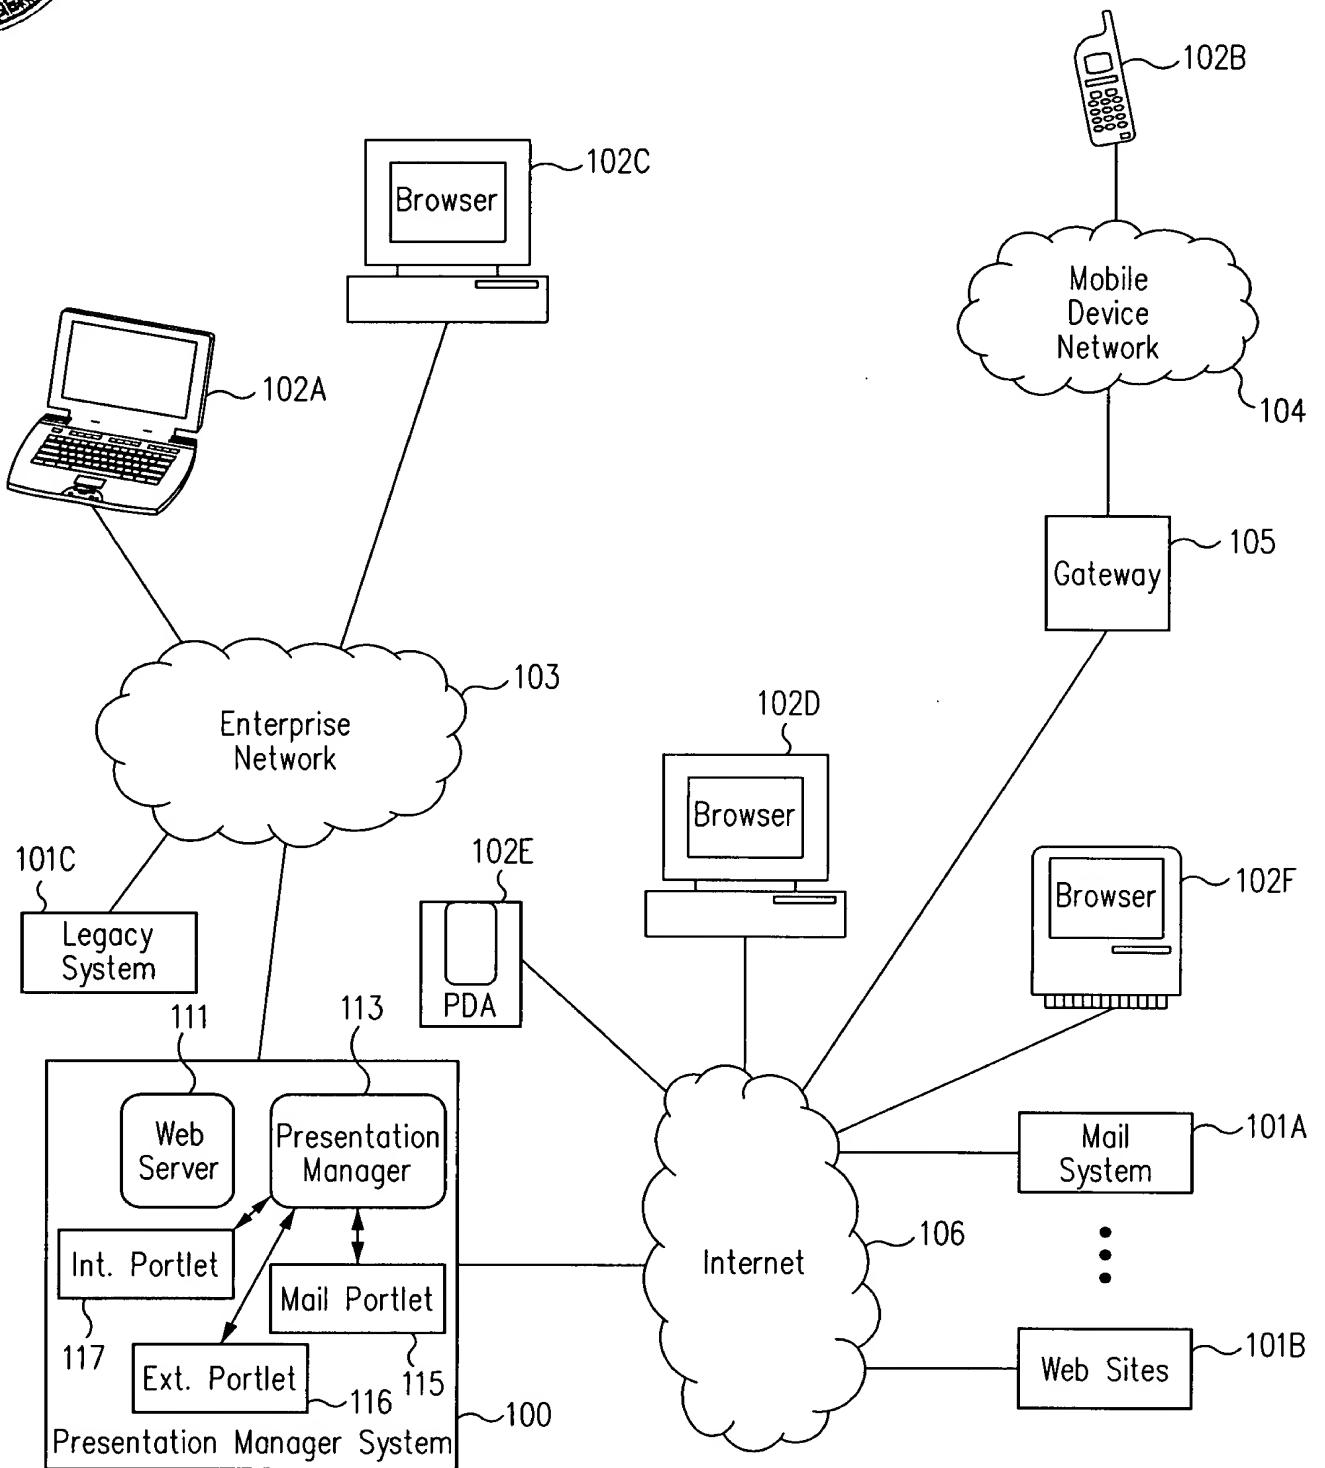 102B
102C
Browser
Mobile
Device
Network
102A
104
105
Gateway
103
Enterprise
Network
102D
Browser
101C
102E
102F
Browser
Legacy
System
PDA
111
113
Web
Server
Presentation
Manager
Mail
System
101A
Int. Portlet
Mail Portlet
Internet
106
117
Ext. Portlet
116
115
Web Sites
101B
100
Presentation Manager System